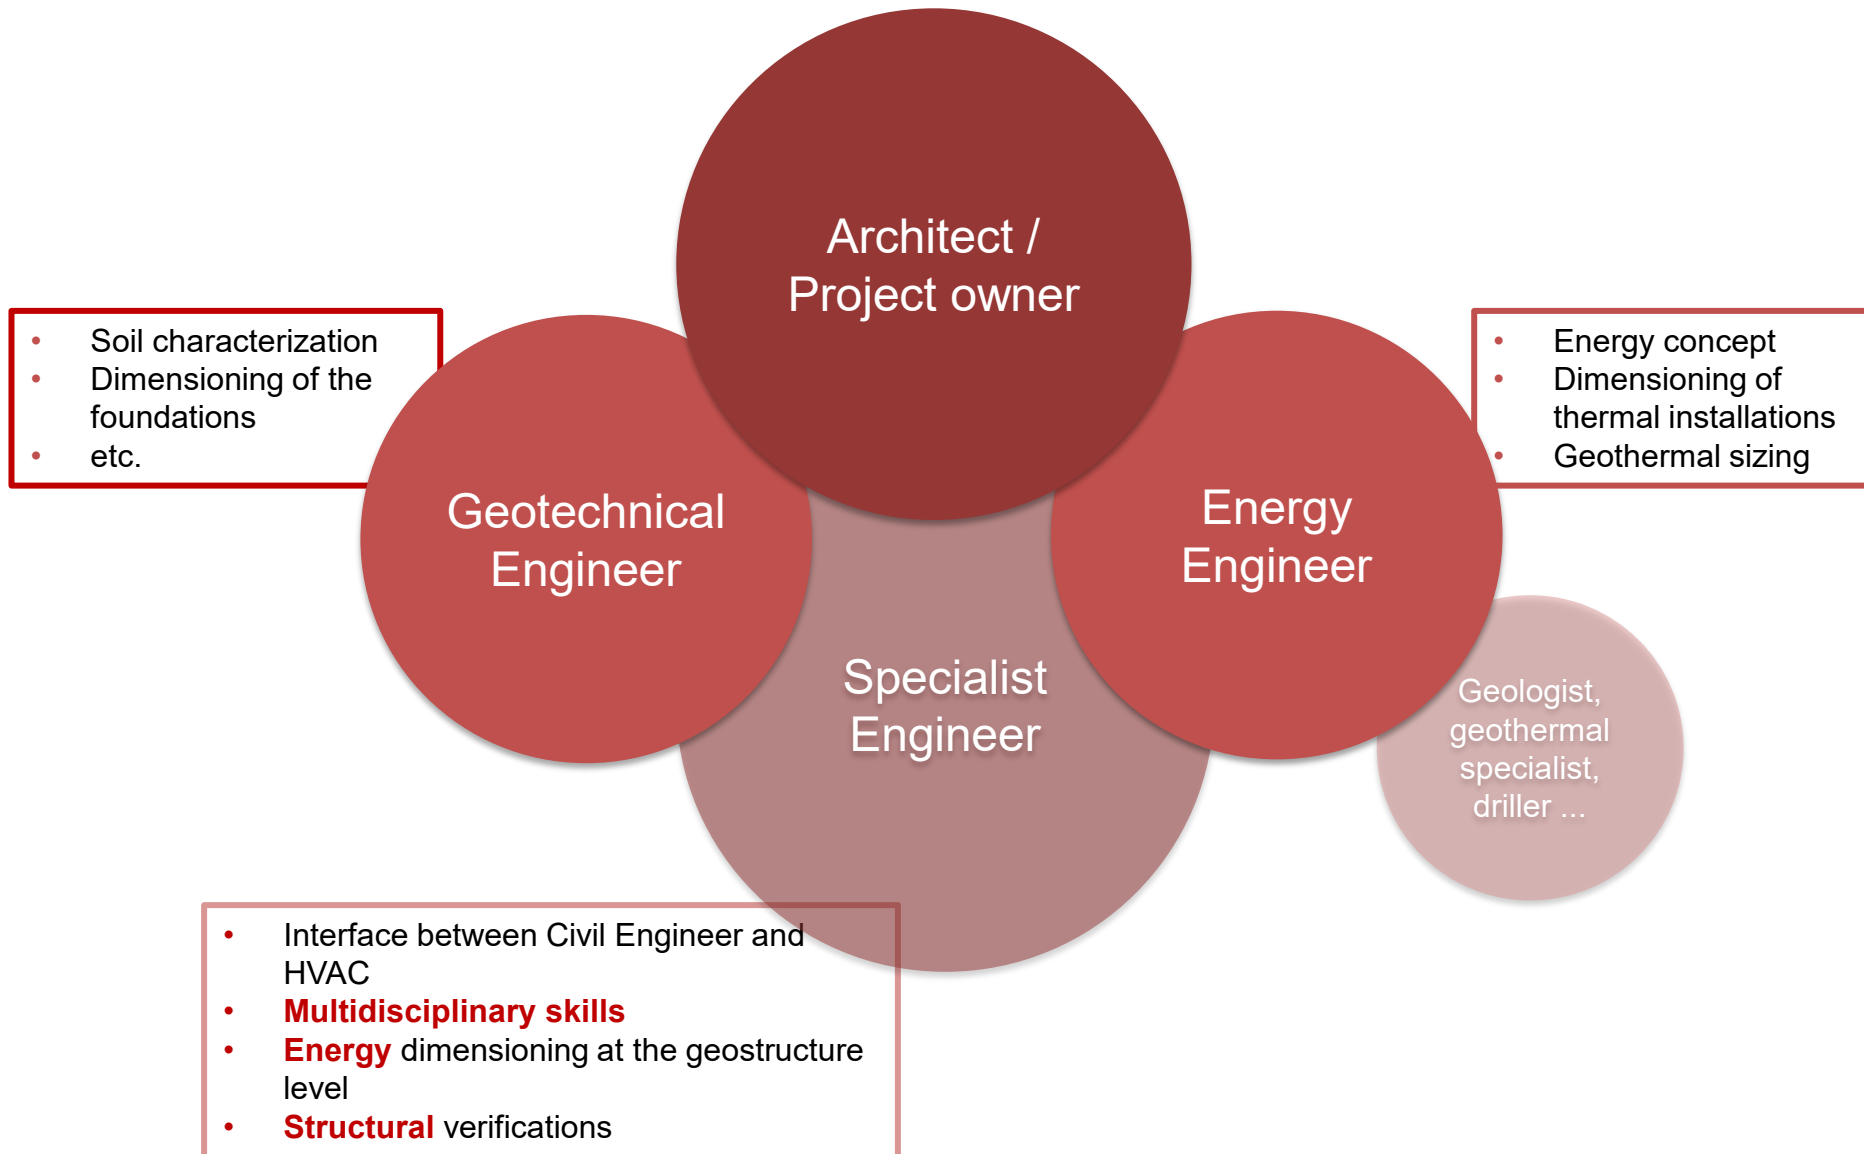 Architect /
Project owner
• Soil characterization
• Dimensioning of the
foundations
• etc.
Geotechnical
Engineer
Energy
Engineer
• Energy concept
• Dimensioning of
thermal installations
• Geothermal sizing
Specialist
Engineer
Geologist,
geothermal
specialist,
driller ...
• Interface between Civil Engineer and
HVAC
• Multidisciplinary skills
• Energy dimensioning at the geostructure
level
• Structural verifications